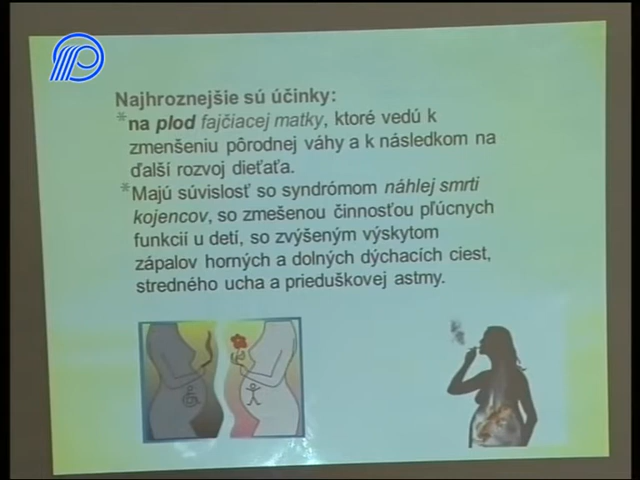 Najhroznejšie sú účinky:
*na plod fajčiacej matky, ktoré vedú k
zmenšeniu pôrodnej váhy a k následkom na
ďalší rozvoj dieťaťa.
*Majú súvislosť so syndrómom náhlej smrti
kojencov, so zmešenou činnosťou pľúcnych
funkcií u detí, so zvýšeným výskytom
zápalov horných a dolných dýchacích ciest,
stredného ucha a prieduškovej astmy.